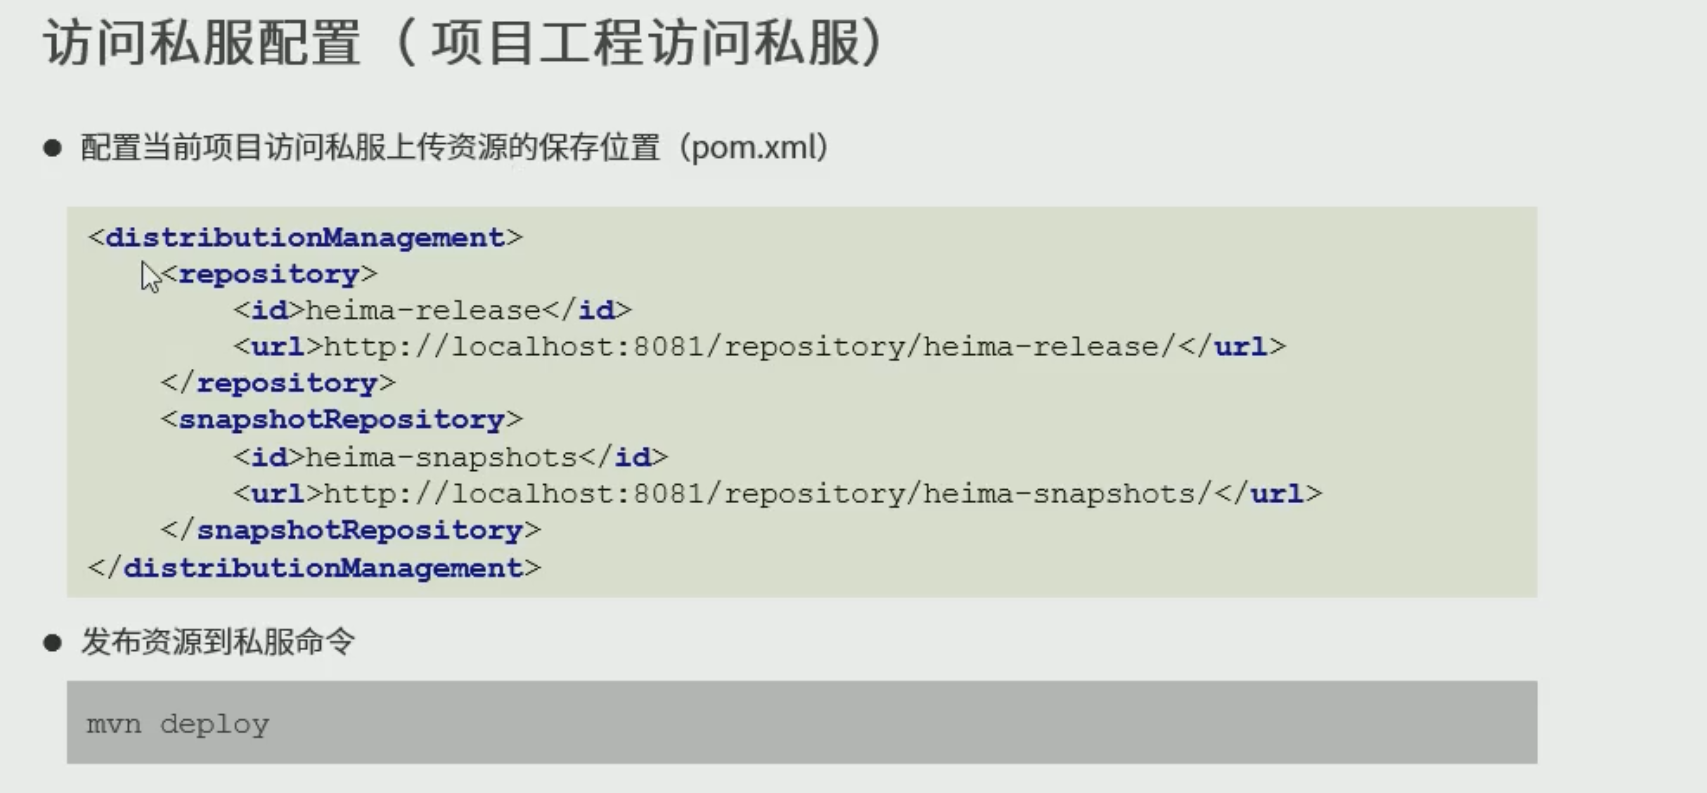 访问私服配置（ 项目工程访问私服）
● 配置当前项目访问私服上传资源的保存位置（pom.xml）
<distributionManagement>
    <repository>
        <id>heima-release</id>
        <url>http://localhost:8081/repository/heima-release/</url>
    </repository>
    <snapshotRepository>
        <id>heima-snapshots</id>
        <url>http://localhost:8081/repository/heima-snapshots/</url>
    </snapshotRepository>
</distributionManagement>
● 发布资源到私服命令
mvn deploy